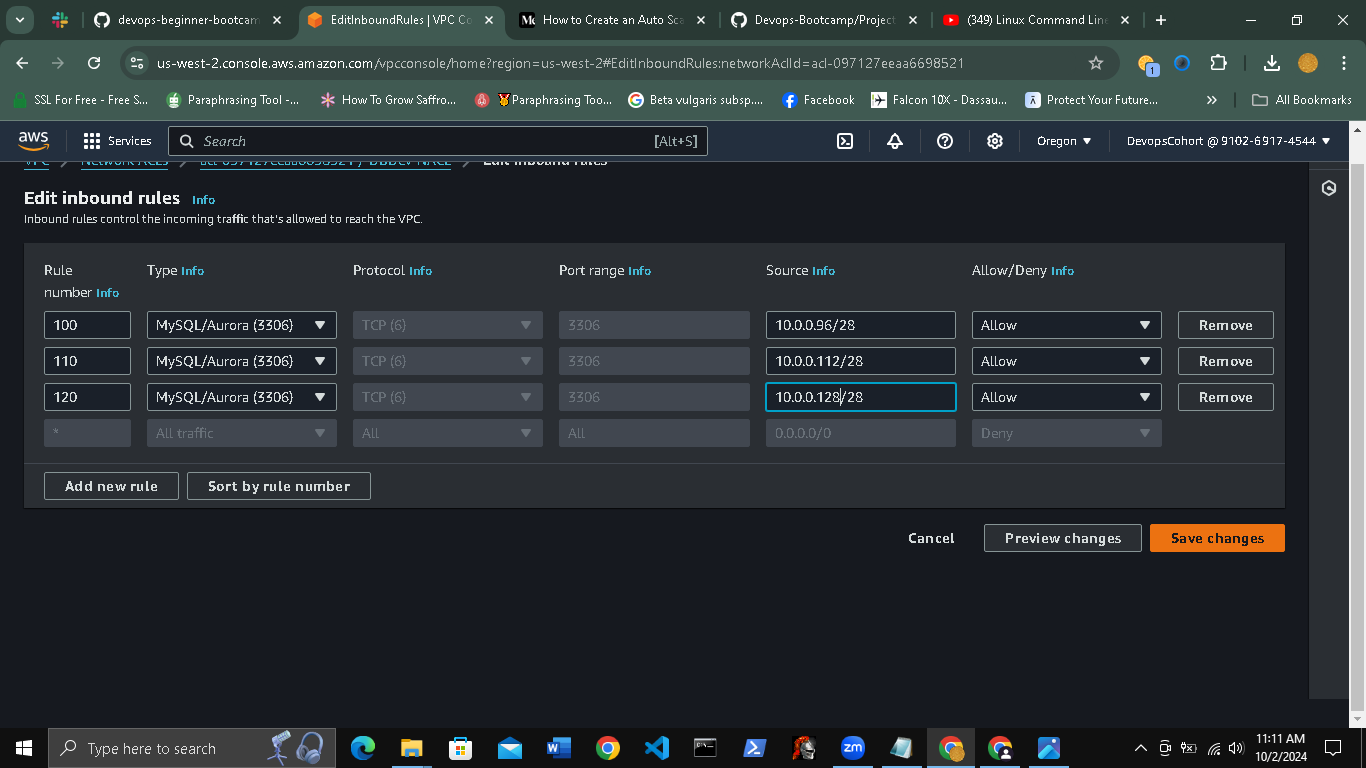 devops-beginner-bootcam
EditInboundRules | VPC Co
How to Create an Auto Sca
Devops-Bootcamp/Project
(349) Linux Command Line
us-west-2.console.aws.amazon.com/vpcconsole/home?region=us-west-2#EditInboundRules:networkAclId=acl-097127eeaa6698521
1
SSL For Free - Free S...
Paraphrasing Tool -...
How To Grow Saffro...
Paraphrasing Too...
Beta vulgaris subsp....
Facebook
Falcon 10X - Dassau...
Protect Your Future...
All Bookmarks
aws
Services
Search
[Alt+S]
Oregon
DevopsCohort @ 9102-6917-4544
VPC
Network ACLs
acl-097127eeaa6698521 /
Edit inbound rules
Edit inbound rules Info
Inbound rules control the incoming traffic that's allowed to reach the VPC.
Rule number Info
Type Info
Protocol Info
Port range Info
Source Info
Allow/Deny Info
100 MySQL/Aurora (3306) TCP (6) 3306 10.0.0.96/28 Allow Remove
110 MySQL/Aurora (3306) TCP (6) 3306 10.0.0.112/28 Allow Remove
120 MySQL/Aurora (3306) TCP (6) 3306 10.0.0.128/28 Allow Remove
* All traffic All All 0.0.0.0/0 Deny
Add new rule
Sort by rule number
Cancel
Preview changes
Save changes
Type here to search
zm
11:11 AM
10/2/2024